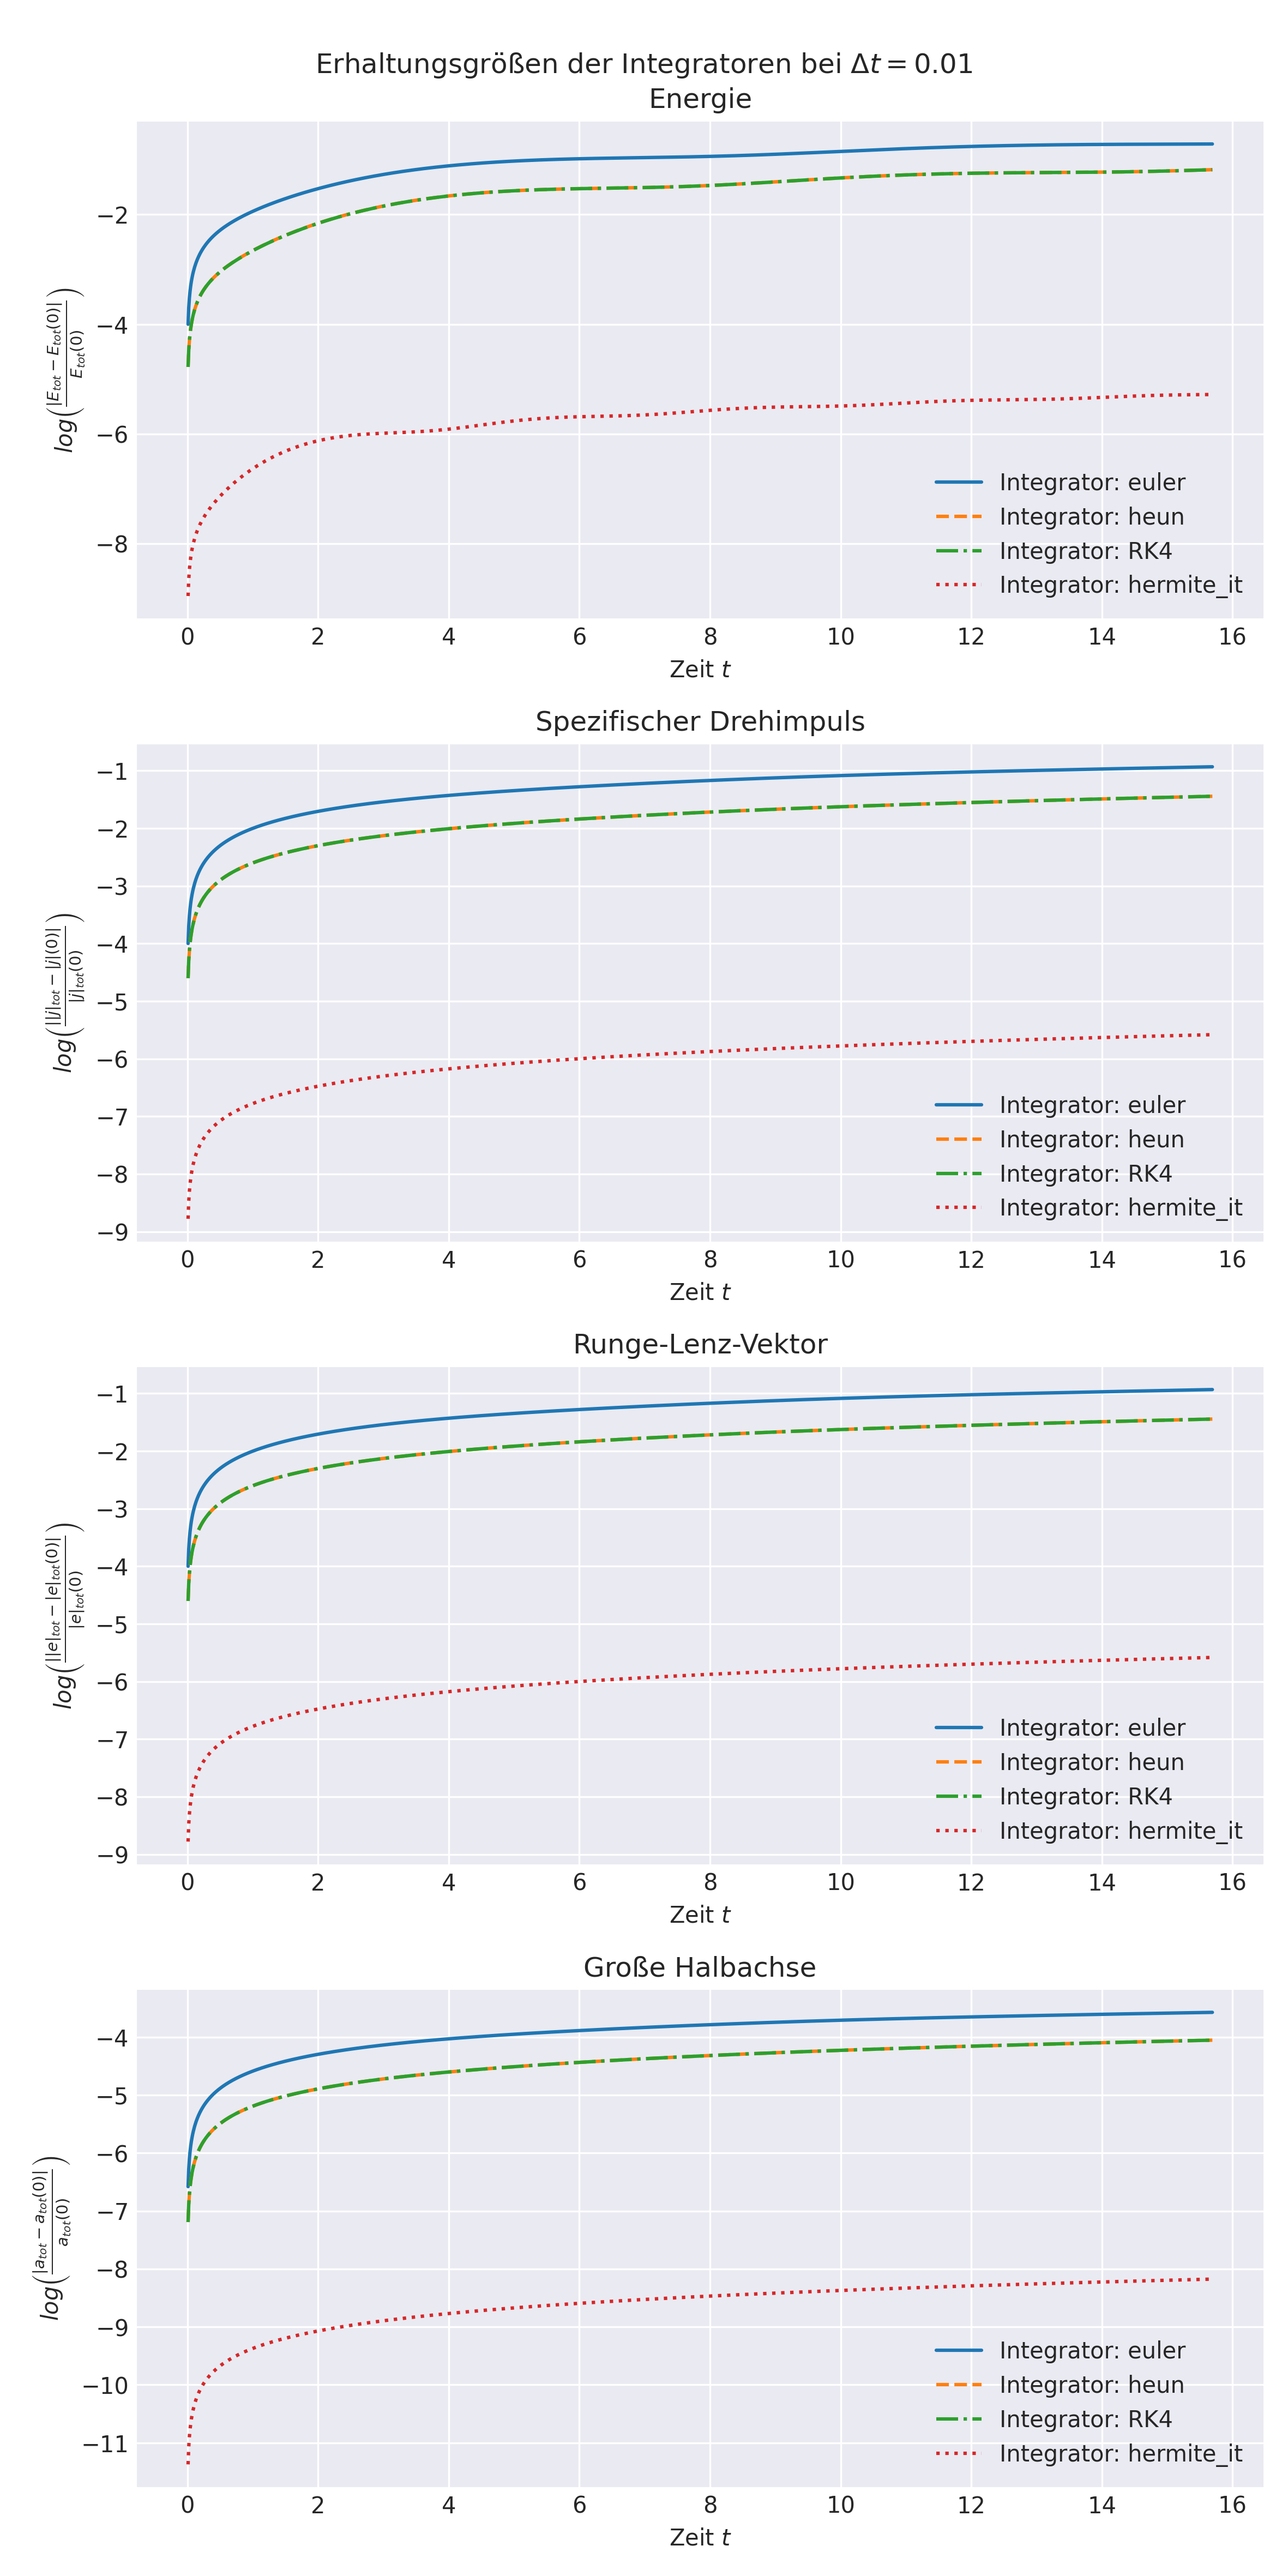 Erhaltungsgrößen der Integratoren bei Δt = 0.01
Energie
−2
−4
−6
−8
log(|E_tot − E_tot(0)| / E_tot(0))
Integrator: euler
Integrator: heun
Integrator: RK4
Integrator: hermite_it
0 2 4 6 8 10 12 14 16
Zeit t
Spezifischer Drehimpuls
−1
−2
−3
−4
−5
−6
−7
−8
−9
log(||j|_tot − |j|(0)| / |j|_tot(0))
Integrator: euler
Integrator: heun
Integrator: RK4
Integrator: hermite_it
0 2 4 6 8 10 12 14 16
Zeit t
Runge-Lenz-Vektor
−1
−2
−3
−4
−5
−6
−7
−8
−9
log(||e|_tot − |e|_tot(0)| / |e|_tot(0))
Integrator: euler
Integrator: heun
Integrator: RK4
Integrator: hermite_it
0 2 4 6 8 10 12 14 16
Zeit t
Große Halbachse
−4
−5
−6
−7
−8
−9
−10
−11
log(|a_tot − a_tot(0)| / a_tot(0))
Integrator: euler
Integrator: heun
Integrator: RK4
Integrator: hermite_it
0 2 4 6 8 10 12 14 16
Zeit t